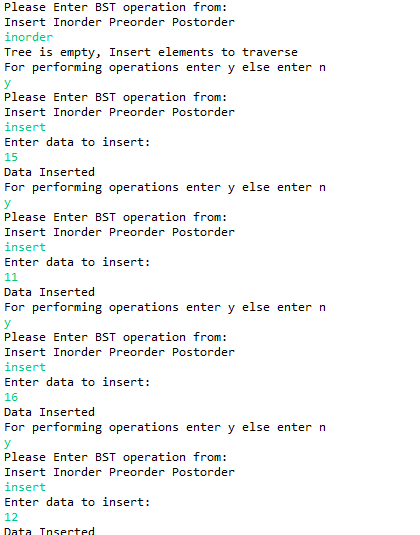 Please Enter BST operation from:
Insert Inorder Preorder Postorder
inorder
Tree is empty, Insert elements to traverse
For performing operations enter y else enter n
y
Please Enter BST operation from:
Insert Inorder Preorder Postorder
insert
Enter data to insert:
15
Data Inserted
For performing operations enter y else enter n
y
Please Enter BST operation from:
Insert Inorder Preorder Postorder
insert
Enter data to insert:
11
Data Inserted
For performing operations enter y else enter n
y
Please Enter BST operation from:
Insert Inorder Preorder Postorder
insert
Enter data to insert:
16
Data Inserted
For performing operations enter y else enter n
y
Please Enter BST operation from:
Insert Inorder Preorder Postorder
insert
Enter data to insert:
12
Data Inserted